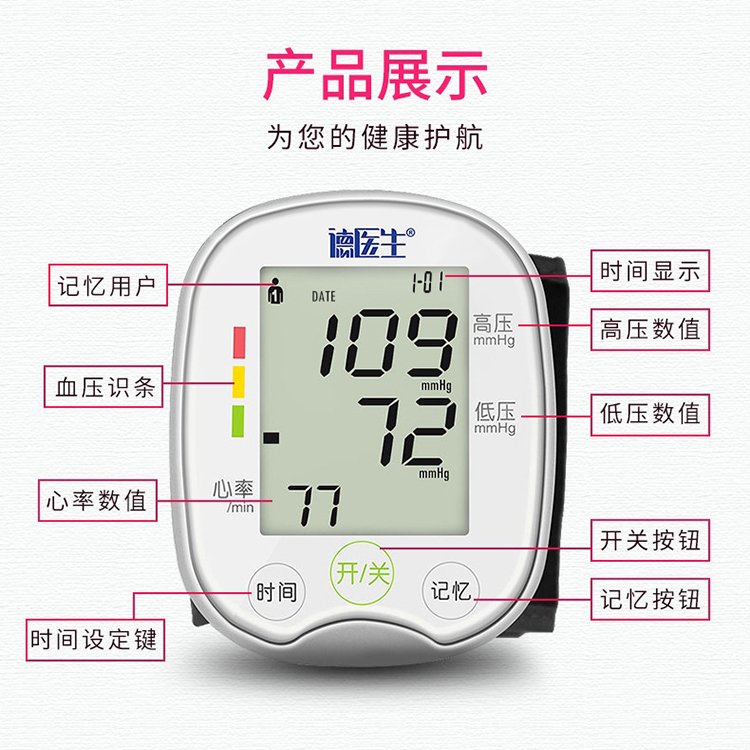 产品展示
为您的健康护航
德医生®
记忆用户
时间显示
1
DATE
1-01
109
mmHg
高压
mmHg
高压数值
血压识条
72
mmHg
低压
mmHg
低压数值
心率数值
心率
/min
77
开关按钮
时间
开/关
记忆
记忆按钮
时间设定键